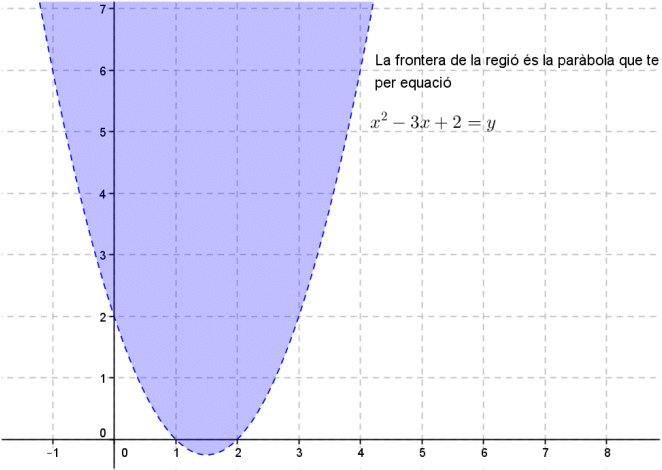 7
La frontera de la regió és la paràbola que te
6
per equació
x² − 3x + 2 = y
5
4
3
2
1
0
−1 0 1 2 3 4 5 6 7 8